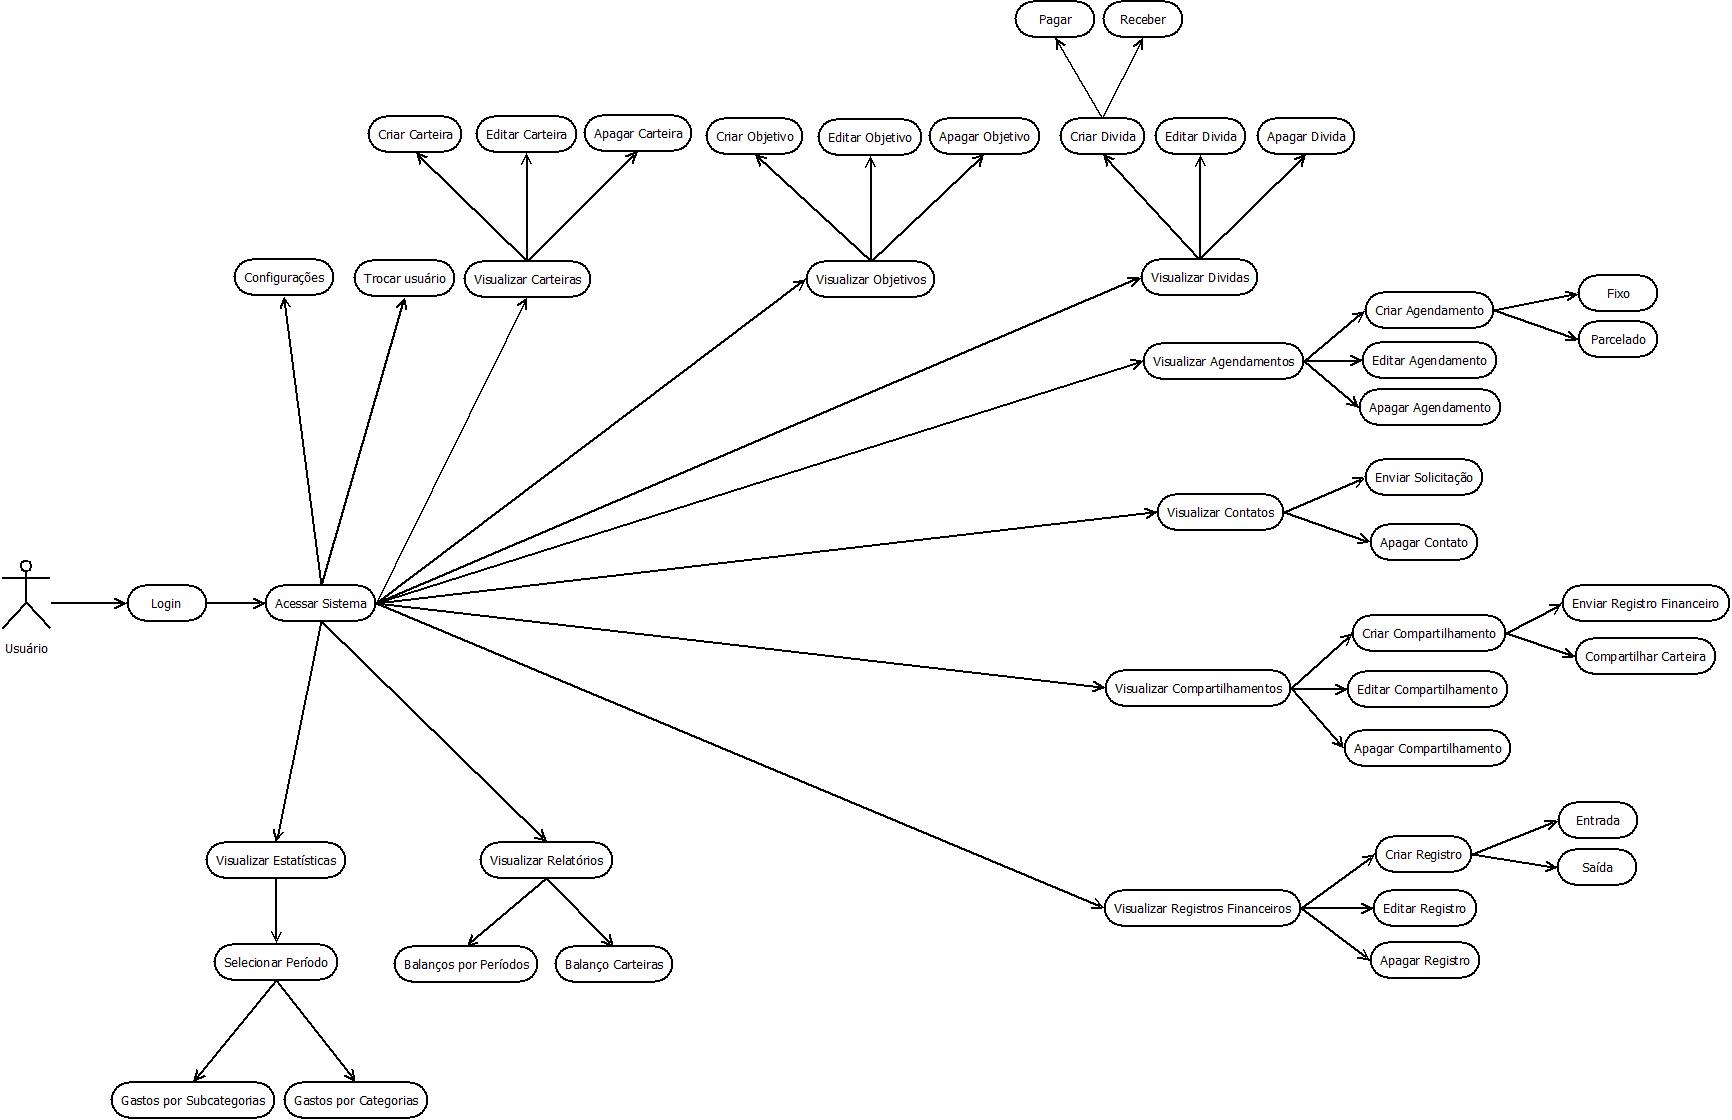 Pagar
Receber
Criar Carteira
Editar Carteira
Apagar Carteira
Criar Objetivo
Editar Objetivo
Apagar Objetivo
Criar Divida
Editar Divida
Apagar Divida
Configurações
Trocar usuário
Visualizar Carteiras
Visualizar Objetivos
Visualizar Dividas
Fixo
Criar Agendamento
Parcelado
Visualizar Agendamentos
Editar Agendamento
Apagar Agendamento
Enviar Solicitação
Visualizar Contatos
Apagar Contato
Login
Acessar Sistema
Enviar Registro Financeiro
Criar Compartilhamento
Usuário
Compartilhar Carteira
Visualizar Compartilhamentos
Editar Compartilhamento
Apagar Compartilhamento
Entrada
Criar Registro
Visualizar Estatísticas
Visualizar Relatórios
Saída
Visualizar Registros Financeiros
Editar Registro
Selecionar Período
Balanços por Períodos
Balanço Carteiras
Apagar Registro
Gastos por Subcategorias
Gastos por Categorias